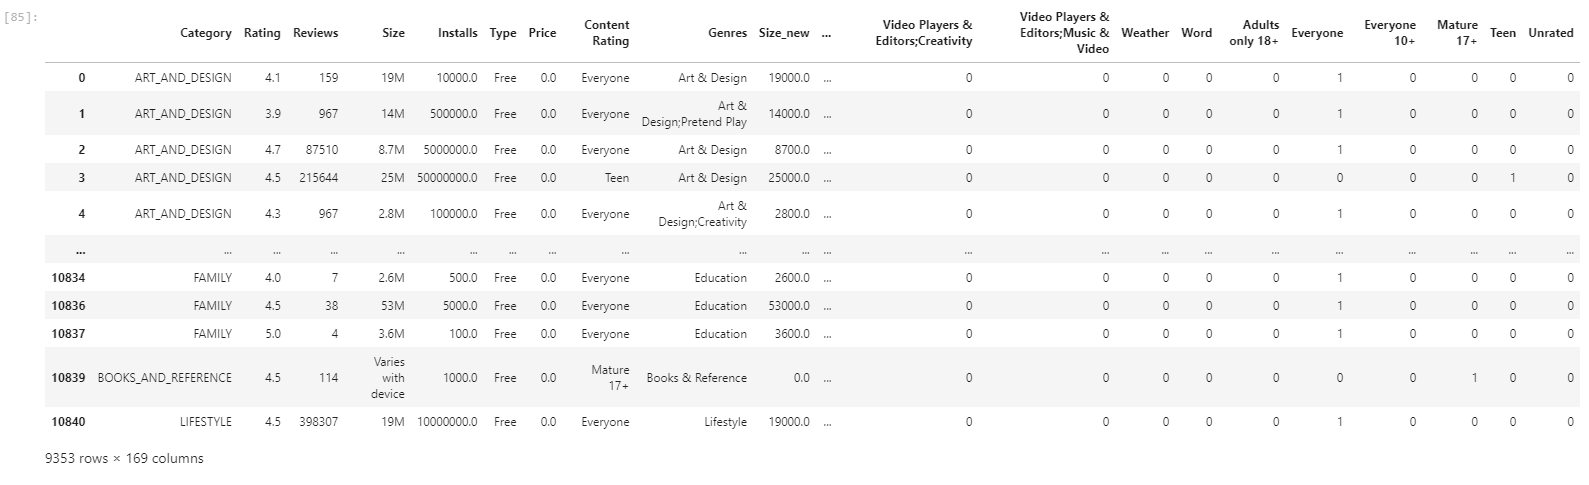 [85]:
Category Rating Reviews Size Installs Type Price Content Rating Genres Size_new ... Video Players & Editors;Creativity Video Players & Editors;Music & Video Weather Word Adults only 18+ Everyone Everyone 10+ Mature 17+ Teen Unrated
0 ART_AND_DESIGN 4.1 159 19M 10000.0 Free 0.0 Everyone Art & Design 19000.0 ... 0 0 0 0 0 1 0 0 0 0
1 ART_AND_DESIGN 3.9 967 14M 500000.0 Free 0.0 Everyone Art & Design;Pretend Play 14000.0 ... 0 0 0 0 0 1 0 0 0 0
2 ART_AND_DESIGN 4.7 87510 8.7M 5000000.0 Free 0.0 Everyone Art & Design 8700.0 ... 0 0 0 0 0 1 0 0 0 0
3 ART_AND_DESIGN 4.5 215644 25M 50000000.0 Free 0.0 Teen Art & Design 25000.0 ... 0 0 0 0 0 0 0 0 1 0
4 ART_AND_DESIGN 4.3 967 2.8M 100000.0 Free 0.0 Everyone Art & Design;Creativity 2800.0 ... 0 0 0 0 0 1 0 0 0 0
... ... ... ... ... ... ... ... ... ... ... ... ... ... ... ... ... ... ... ... ... ...
10834 FAMILY 4.0 7 2.6M 500.0 Free 0.0 Everyone Education 2600.0 ... 0 0 0 0 0 1 0 0 0 0
10836 FAMILY 4.5 38 53M 5000.0 Free 0.0 Everyone Education 53000.0 ... 0 0 0 0 0 1 0 0 0 0
10837 FAMILY 5.0 4 3.6M 100.0 Free 0.0 Everyone Education 3600.0 ... 0 0 0 0 0 1 0 0 0 0
10839 BOOKS_AND_REFERENCE 4.5 114 Varies with device 1000.0 Free 0.0 Mature 17+ Books & Reference 0.0 ... 0 0 0 0 0 0 0 1 0 0
10840 LIFESTYLE 4.5 398307 19M 10000000.0 Free 0.0 Everyone Lifestyle 19000.0 ... 0 0 0 0 0 1 0 0 0 0
9353 rows × 169 columns